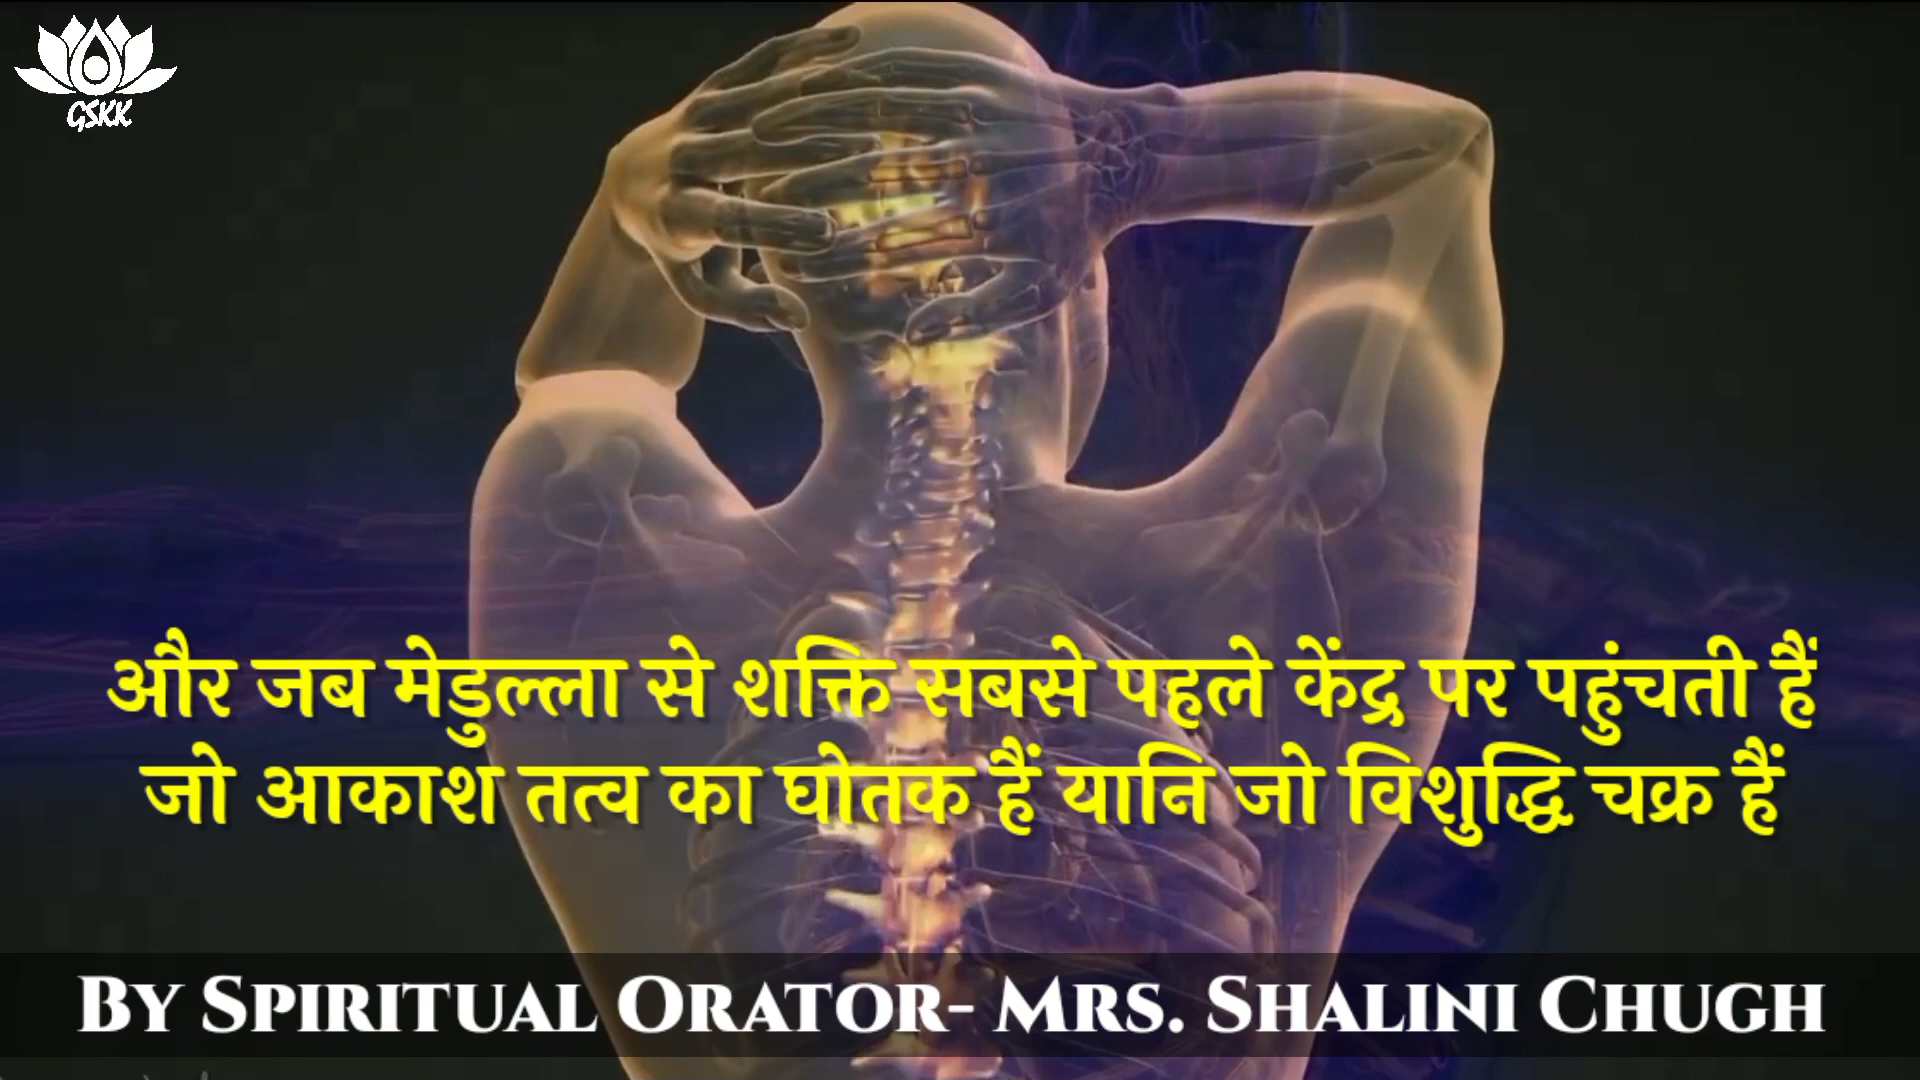 GSKK
और जब मेडुल्ला से शक्ति सबसे पहले केंद्र पर पहुंचती हैं
जो आकाश तत्व का घोतक हैं यानि जो विशुद्धि चक्र हैं
By Spiritual Orator- Mrs. Shalini Chugh